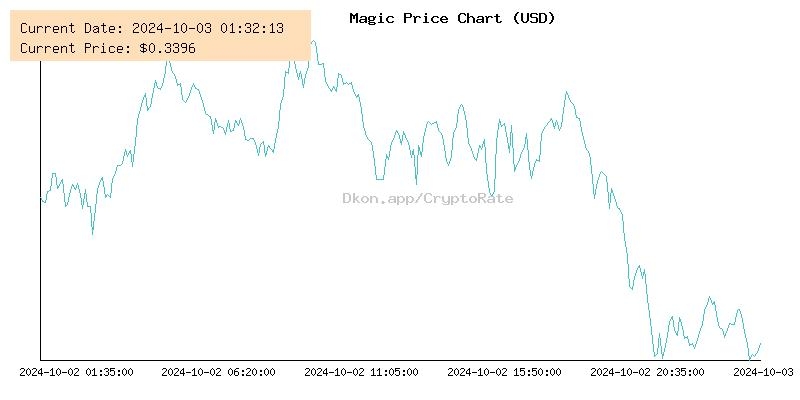 Magic Price Chart (USD)
Current Date: 2024-10-03 01:32:13
Current Price: $0.3396
Dkon.app/CryptoRate
2024-10-02 01:35:00 2024-10-02 06:20:00 2024-10-02 11:05:00 2024-10-02 15:50:00 2024-10-02 20:35:00 2024-10-03